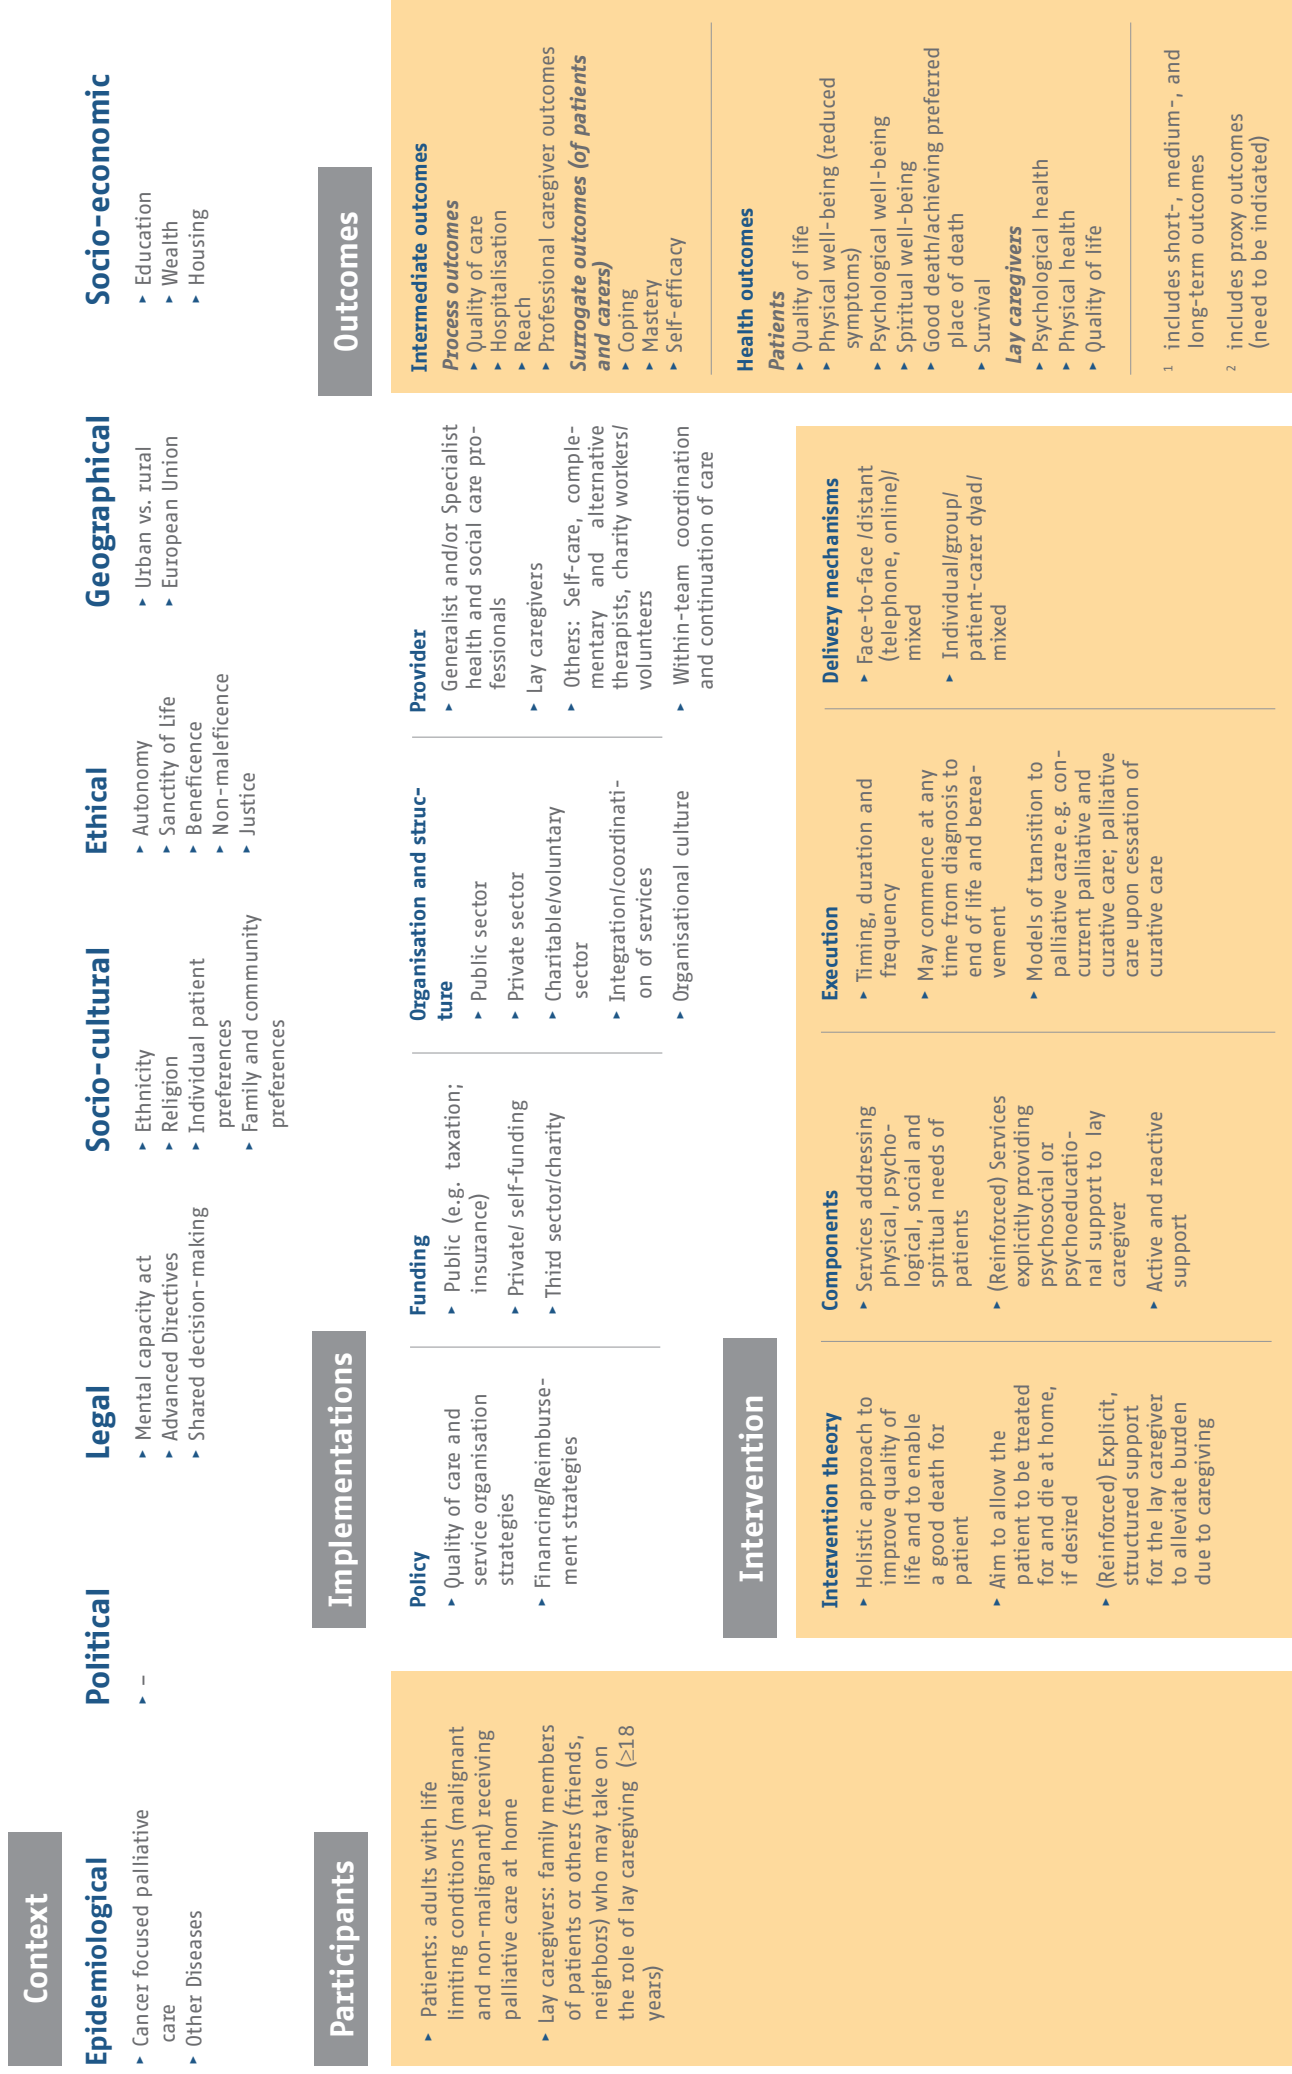 Context
Epidemiological
▸ Cancer focused palliative
care
▸ Other Diseases
Political
▸ –
Legal
▸ Mental capacity act
▸ Advanced Directives
▸ Shared decision-making
Socio-cultural
▸ Ethnicity
▸ Religion
▸ Individual patient
preferences
▸ Family and community
preferences
Ethical
▸ Autonomy
▸ Sanctity of Life
▸ Beneficence
▸ Non-maleficence
▸ Justice
Geographical
▸ Urban vs. rural
▸ European Union
Socio-economic
▸ Education
▸ Wealth
▸ Housing
Participants
▸ Patients: adults with life
limiting conditions (malignant
and non-malignant) receiving
palliative care at home
▸ Lay caregivers: family members
of patients or others (friends,
neighbors) who may take on
the role of lay caregiving (≥18
years)
Implementations
Policy
▸ Quality of care and
service organisation
strategies
▸ Financing/Reimburse-
ment strategies
Funding
▸ Public (e.g. taxation;
insurance)
▸ Private/ self-funding
▸ Third sector/charity
Organisation and struc-
ture
▸ Public sector
▸ Private sector
▸ Charitable/voluntary
sector
▸ Integration/coordinati-
on of services
▸ Organisational culture
Provider
▸ Generalist and/or Specialist
health and social care pro-
fessionals
▸ Lay caregivers
▸ Others: Self-care, comple-
mentary and alternative
therapists, charity workers/
volunteers
▸ Within-team coordination
and continuation of care
Intervention
Intervention theory
▸ Holistic approach to
improve quality of
life and to enable
a good death for
patient
▸ Aim to allow the
patient to be treated
for and die at home,
if desired
▸ (Reinforced) Explicit,
structured support
for the lay caregiver
to alleviate burden
due to caregiving
Components
▸ Services addressing
physical, psycho-
logical, social and
spiritual needs of
patients
▸ (Reinforced) Services
explicitly providing
psychosocial or
psychoeducatio-
nal support to lay
caregiver
▸ Active and reactive
support
Execution
▸ Timing, duration and
frequency
▸ May commence at any
time from diagnosis to
end of life and berea-
vement
▸ Models of transition to
palliative care e.g. con-
current palliative and
curative care; palliative
care upon cessation of
curative care
Delivery mechanisms
▸ Face-to-face /distant
(telephone, online)/
mixed
▸ Individual/group/
patient-carer dyad/
mixed
Outcomes
Intermediate outcomes
Process outcomes
▸ Quality of care
▸ Hospitalisation
▸ Reach
▸ Professional caregiver outcomes
Surrogate outcomes (of patients
and carers)
▸ Coping
▸ Mastery
▸ Self-efficacy
Health outcomes
Patients
▸ Quality of life
▸ Physical well-being (reduced
symptoms)
▸ Psychological well-being
▸ Spiritual well-being
▸ Good death/achieving preferred
place of death
▸ Survival
Lay caregivers
▸ Psychological health
▸ Physical health
▸ Quality of life
1 includes short-, medium-, and
long-term outcomes
2 includes proxy outcomes
(need to be indicated)